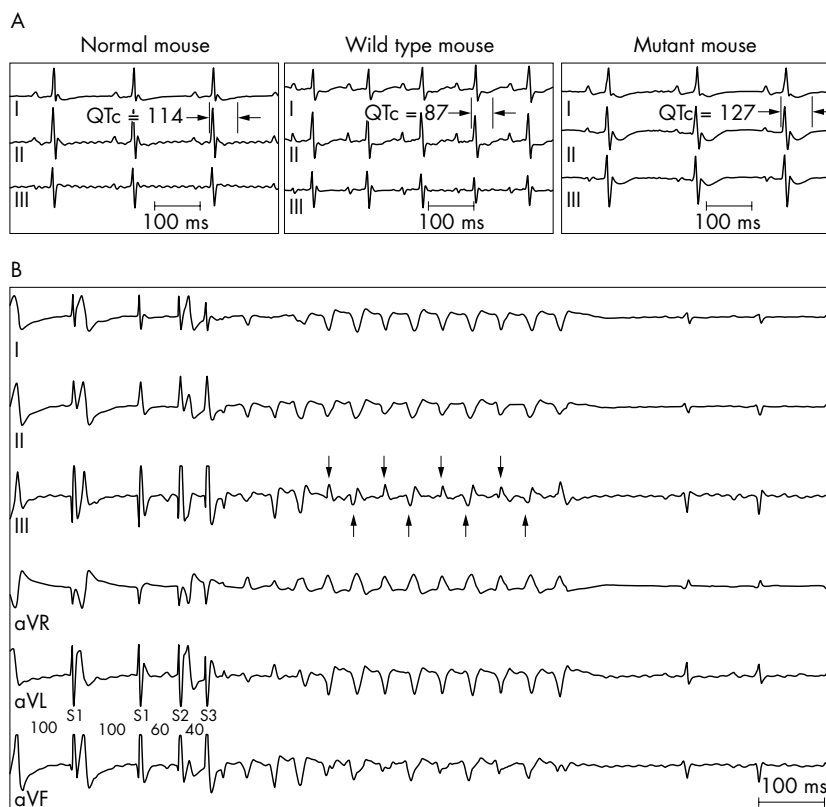 A
Normal mouse
Wild type mouse
Mutant mouse
I
QTc = 114
II
III
100 ms
I
QTc = 87
II
III
100 ms
I
QTc = 127
II
III
100 ms
B
I
II
III
aVR
aVL
S1 S1 S2 S3
100 100 60 40
aVF
100 ms